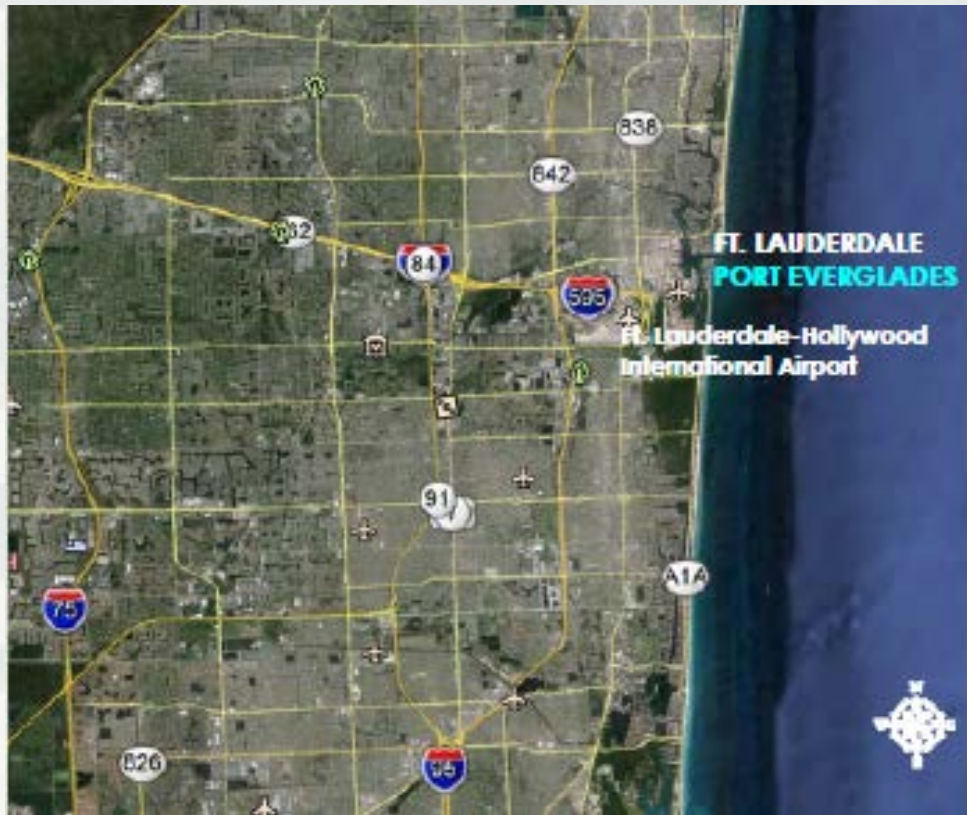 838
842
84
FT. LAUDERDALE
PORT EVERGLADES
595
Ft. Lauderdale-Hollywood
International Airport
91
A1A
75
826
95